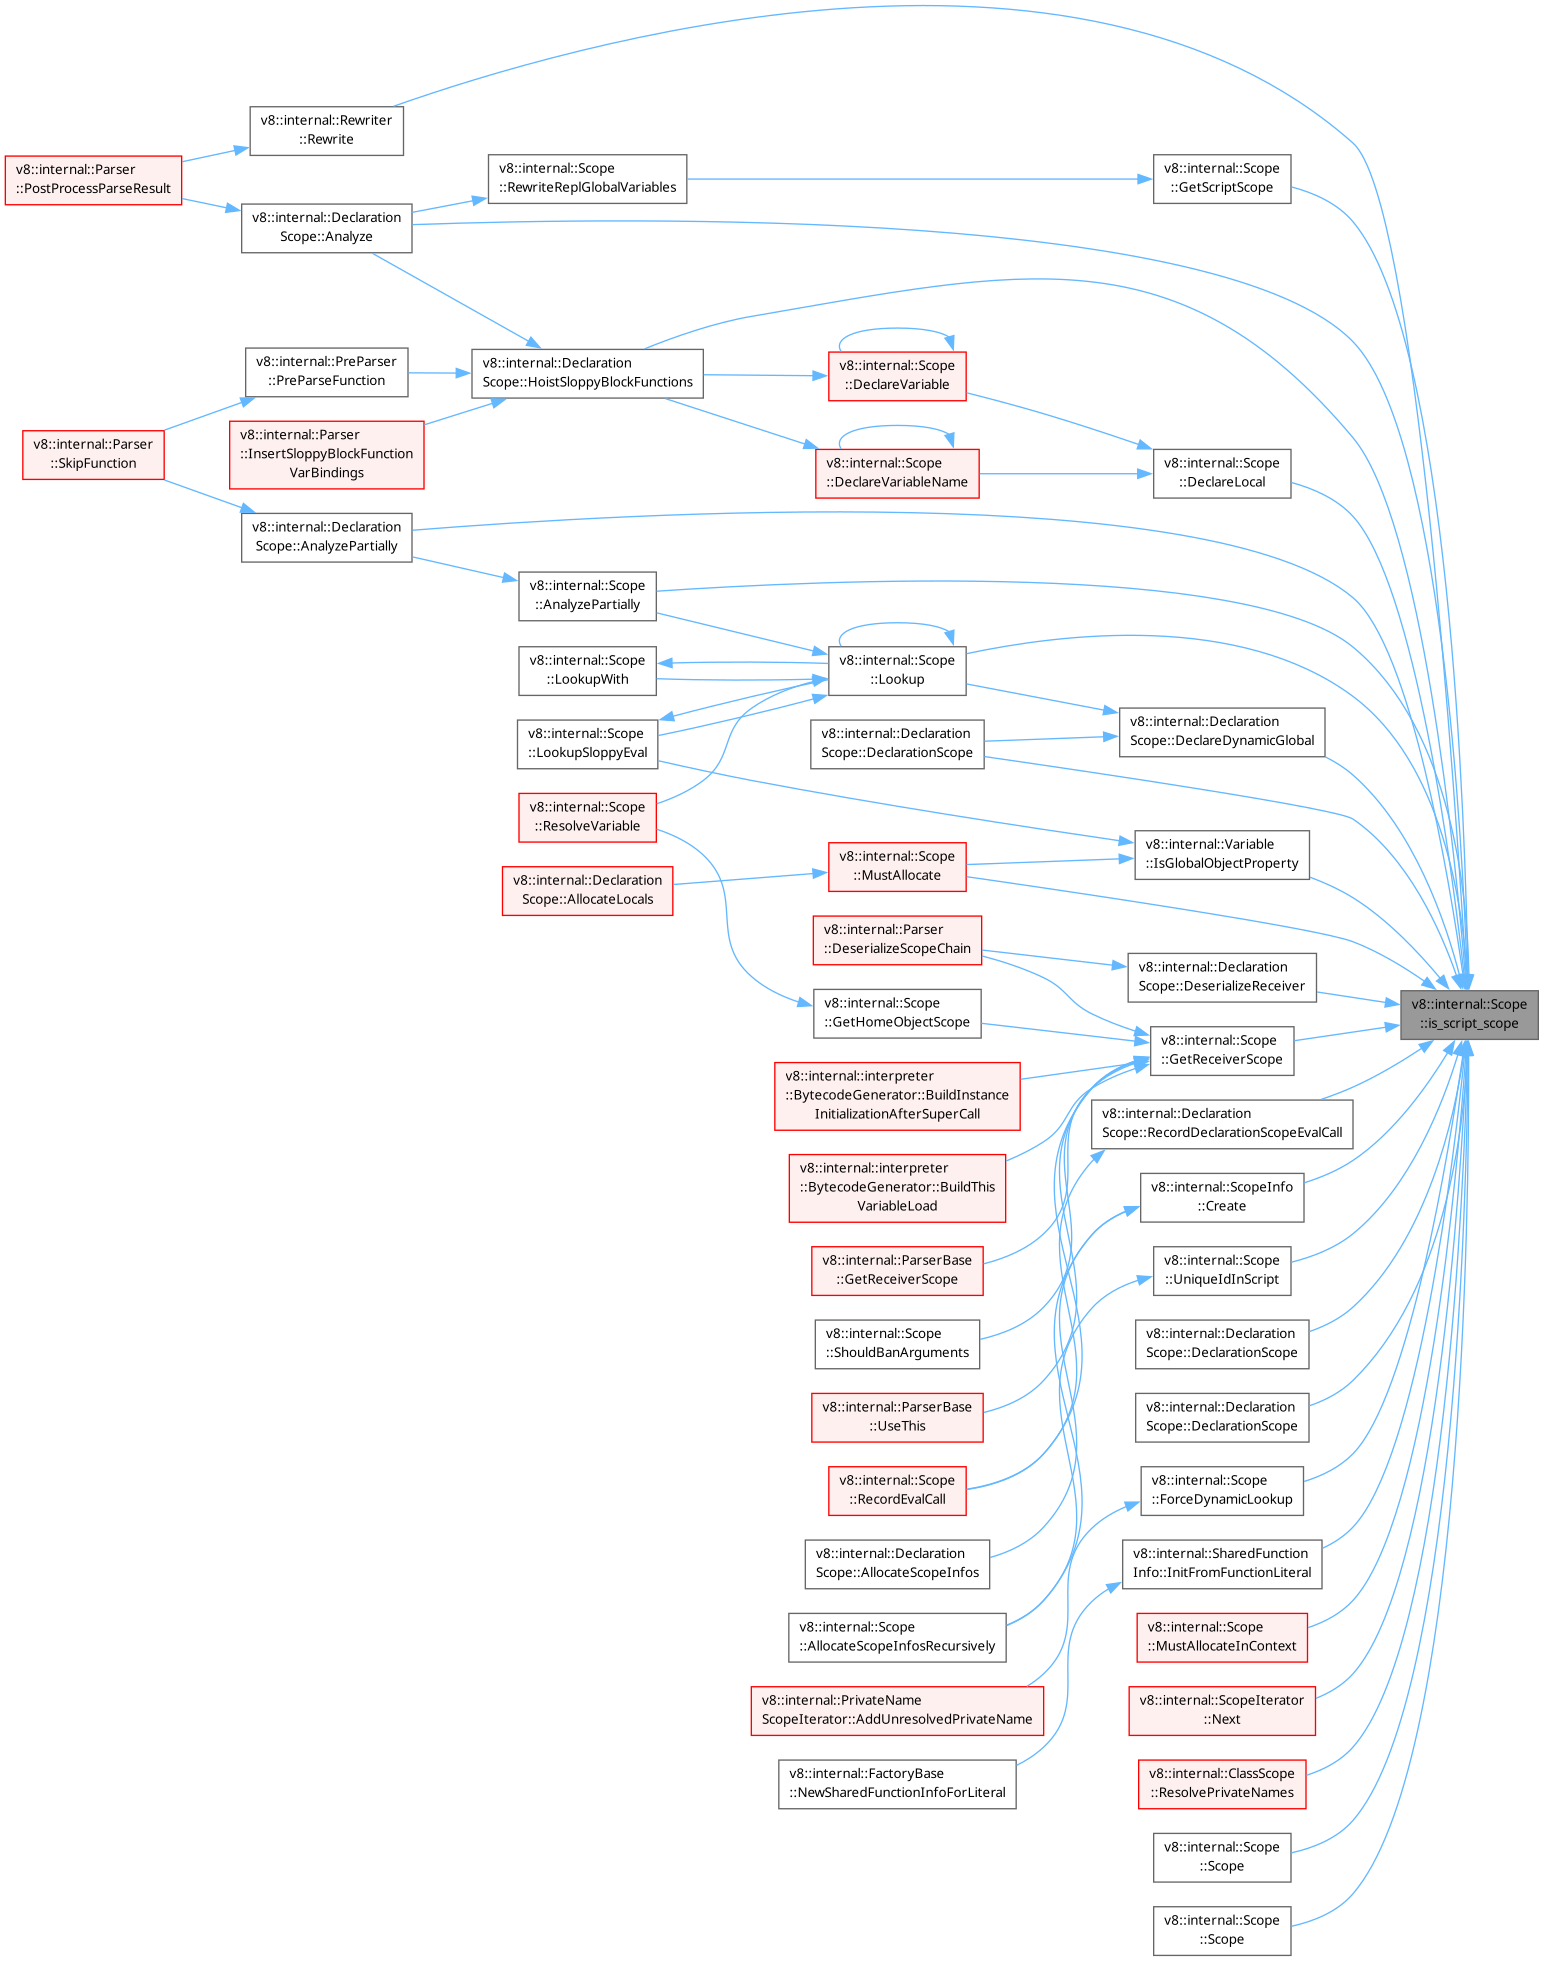 v8::internal::Rewriter
::Rewrite
v8::internal::Parser
::PostProcessParseResult
v8::internal::Scope
::RewriteReplGlobalVariables
v8::internal::Scope
::GetScriptScope
v8::internal::Declaration
Scope::Analyze
v8::internal::PreParser
::PreParseFunction
v8::internal::Declaration
Scope::HoistSloppyBlockFunctions
v8::internal::Scope
::DeclareVariable
v8::internal::Parser
::SkipFunction
v8::internal::Parser
::InsertSloppyBlockFunction
VarBindings
v8::internal::Scope
::DeclareVariableName
v8::internal::Scope
::DeclareLocal
v8::internal::Declaration
Scope::AnalyzePartially
v8::internal::Scope
::AnalyzePartially
v8::internal::Scope
::LookupWith
v8::internal::Scope
::Lookup
v8::internal::Scope
::LookupSloppyEval
v8::internal::Declaration
Scope::DeclarationScope
v8::internal::Declaration
Scope::DeclareDynamicGlobal
v8::internal::Scope
::ResolveVariable
v8::internal::Scope
::MustAllocate
v8::internal::Variable
::IsGlobalObjectProperty
v8::internal::Declaration
Scope::AllocateLocals
v8::internal::Parser
::DeserializeScopeChain
v8::internal::Declaration
Scope::DeserializeReceiver
v8::internal::Scope
::is_script_scope
v8::internal::Scope
::GetHomeObjectScope
v8::internal::Scope
::GetReceiverScope
v8::internal::interpreter
::BytecodeGenerator::BuildInstance
InitializationAfterSuperCall
v8::internal::Declaration
Scope::RecordDeclarationScopeEvalCall
v8::internal::interpreter
::BytecodeGenerator::BuildThis
VariableLoad
v8::internal::ScopeInfo
::Create
v8::internal::ParserBase
::GetReceiverScope
v8::internal::Scope
::UniqueIdInScript
v8::internal::Scope
::ShouldBanArguments
v8::internal::Declaration
Scope::DeclarationScope
v8::internal::ParserBase
::UseThis
v8::internal::Declaration
Scope::DeclarationScope
v8::internal::Scope
::RecordEvalCall
v8::internal::Scope
::ForceDynamicLookup
v8::internal::Declaration
Scope::AllocateScopeInfos
v8::internal::SharedFunction
Info::InitFromFunctionLiteral
v8::internal::Scope
::AllocateScopeInfosRecursively
v8::internal::Scope
::MustAllocateInContext
v8::internal::PrivateName
ScopeIterator::AddUnresolvedPrivateName
v8::internal::ScopeIterator
::Next
v8::internal::FactoryBase
::NewSharedFunctionInfoForLiteral
v8::internal::ClassScope
::ResolvePrivateNames
v8::internal::Scope
::Scope
v8::internal::Scope
::Scope